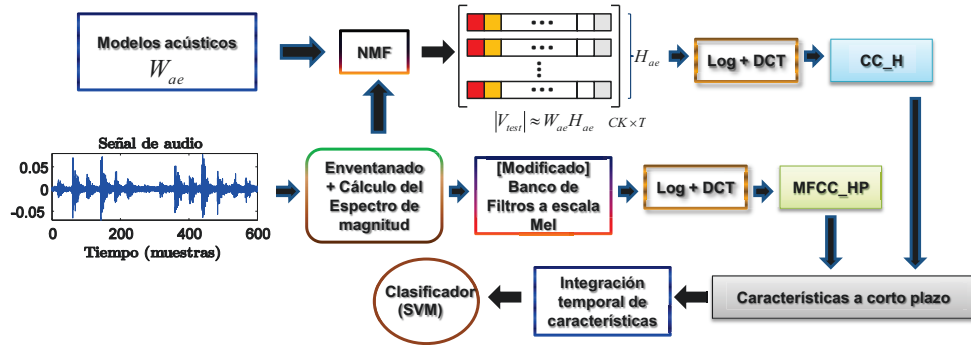 Modelos acústicos
W_ae
NMF
H_ae
Log + DCT
CC_H
|V_test| ≈ W_ae H_ae CK×T
Señal de audio
0.05
0
-0.05
0 200 400 600
Tiempo (muestras)
Enventanado
+ Cálculo del
Espectro de
magnitud
[Modificado]
Banco de
Filtros a escala
Mel
Log + DCT
MFCC_HP
Clasificador
(SVM)
Integración
temporal de
características
Características a corto plazo